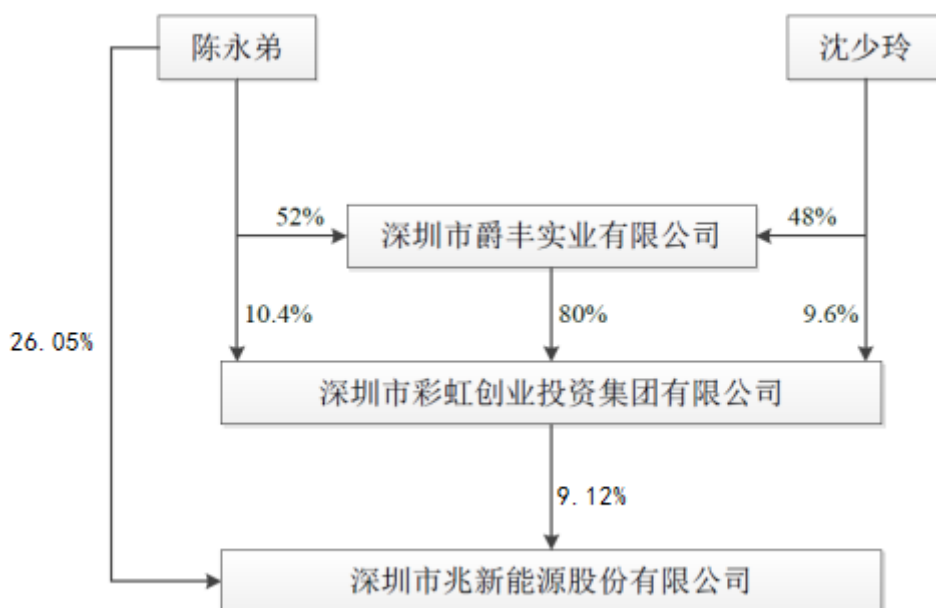 陈永弟
沈少玲
52%
深圳市爵丰实业有限公司
48%
10.4%
80%
9.6%
26.05%
深圳市彩虹创业投资集团有限公司
9.12%
深圳市兆新能源股份有限公司